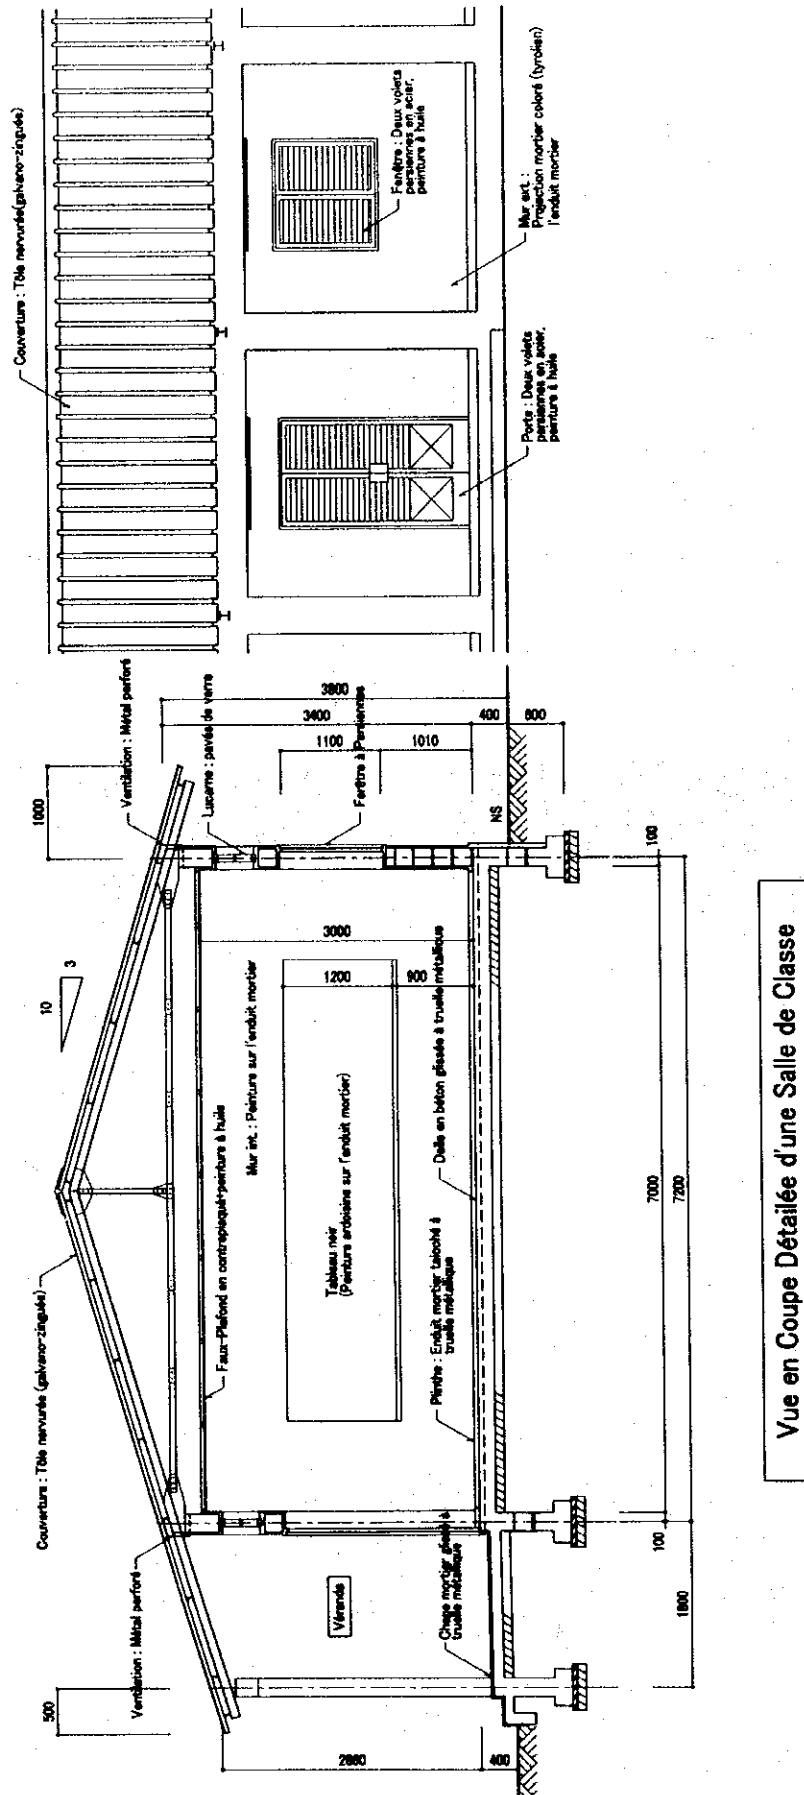 Couverture : Tôle nervurée (galvano-zinguée)
Ventilation : Métal perforé
500
2660
400
Véranda
Chape mortier glissé à
truelle métallique
Faux-Plafond en contreplaqué+peinture à huile
Mur int. : Peinture sur l'enduit mortier
Tableau noir
(Peinture ardoisine sur l'enduit mortier)
Plinthe : Enduit mortier taloché à
truelle métallique
Dalle en béton glissée à truelle métallique
10
3
3000
1200
900
1000
Ventilation : Métal perforé
Lucarne : pavés de verre
Fenêtre à Persiennes
3800
3400
400
600
1100
1010
NS
100
7000
100
7200
1800
Couverture : Tôle nervurée(galvano-zinguée)
Fenêtre : Deux volets
persiennes en acier,
peinture à huile
Mur ext. :
Projection mortier coloré (tyrolien)
l'enduit mortier
Porte : Deux volets
persiennes en acier,
peinture à huile
Vue en Coupe Détailée d'une Salle de Classe